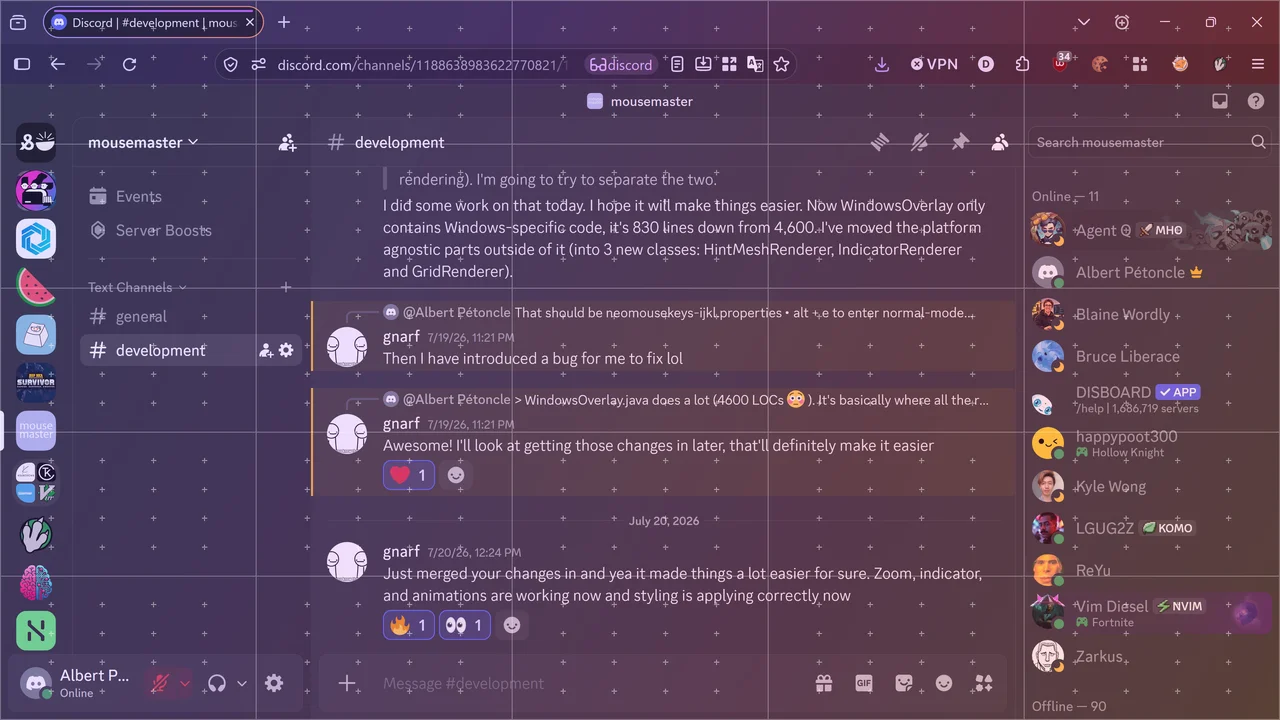 Discord | #development | mous
discord.com/channels/1188638983622770821/1
discord
VPN
D
34
mousemaster
mousemaster
Events
Server Boosts
Text Channels
general
development
mouse
master
SURVIVOR
Albert P...
Online
development
rendering). I'm going to try to separate the two.
I did some work on that today. I hope it will make things easier. Now WindowsOverlay only
contains Windows-specific code, it's 830 lines down from 4,600. I've moved the platform
agnostic parts outside of it (into 3 new classes: HintMeshRenderer, IndicatorRenderer
and GridRenderer).
@Albert Pétoncle That should be neomousekeys-ijkl.properties • alt + e to enter normal-mode...
gnarf 7/19/26, 11:21 PM
Then I have introduced a bug for me to fix lol
@Albert Pétoncle > WindowsOverlay.java does a lot (4600 LOCs 😳 ). It's basically where all the r...
gnarf 7/19/26, 11:21 PM
Awesome! I'll look at getting those changes in later, that'll definitely make it easier
1
July 20, 2026
gnarf 7/20/26, 12:24 PM
Just merged your changes in and yea it made things a lot easier for sure. Zoom, indicator,
and animations are working now and styling is applying correctly now
1 1
Message #development
GIF
Search mousemaster
Online — 11
Agent Q MHO
Albert Pétoncle
Blaine Wordly
Bruce Liberace
DISBOARD APP
/help | 1,686,719 servers
happypoot300
Hollow Knight
Kyle Wong
LGUG2Z KOMO
ReYu
Vim Diesel NVIM
Fortnite
Zarkus
Offline — 90